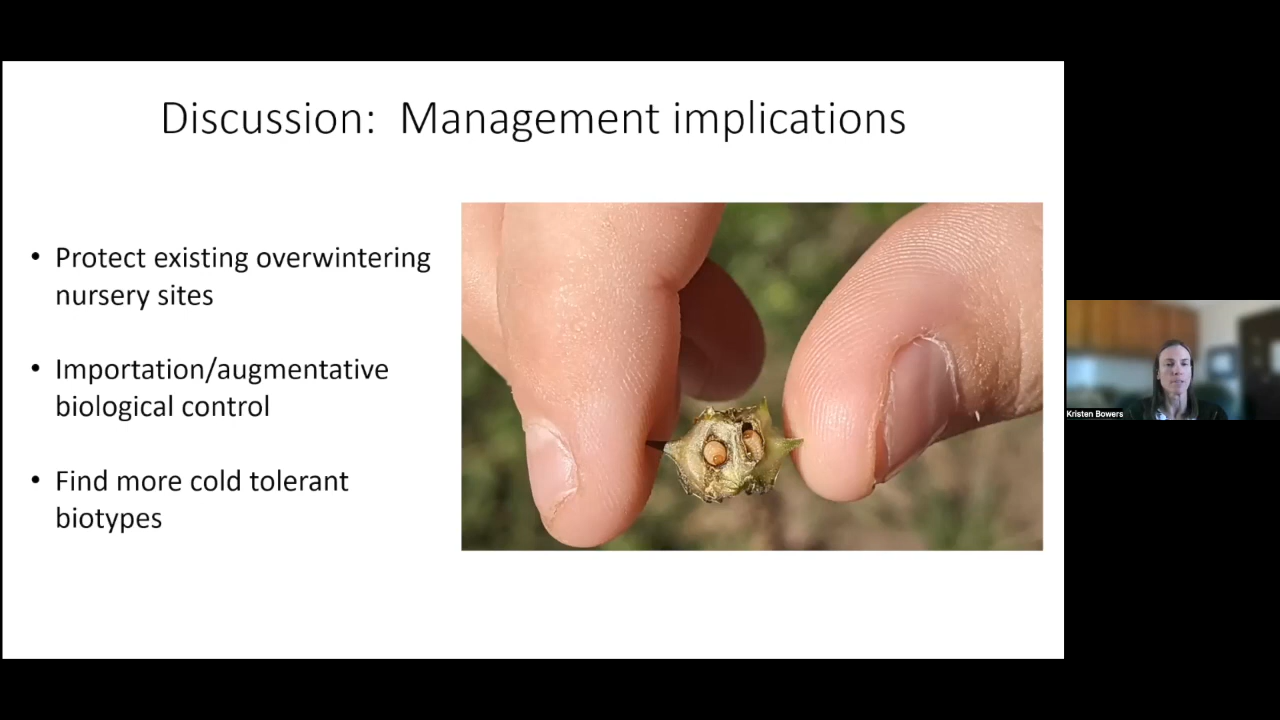 Discussion: Management implications
• Protect existing overwintering
nursery sites
• Importation/augmentative
biological control
• Find more cold tolerant
biotypes
Kristen Bowers